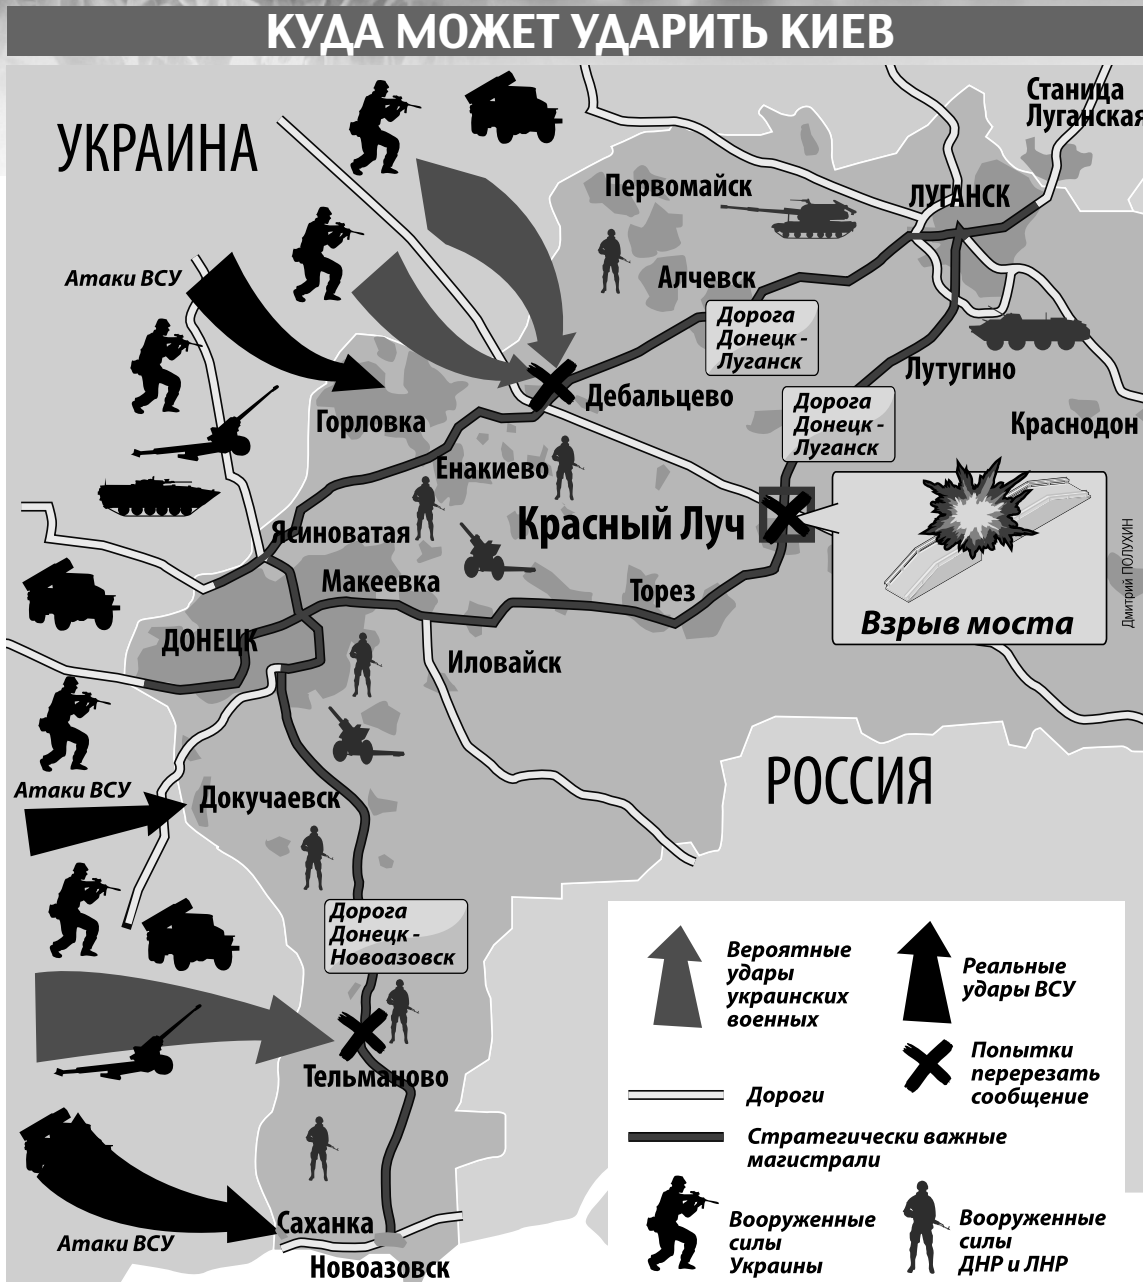 КУДА МОЖЕТ УДАРИТЬ КИЕВ
УКРАИНА
Станица
Луганская
Первомайск
ЛУГАНСК
Атаки ВСУ
Алчевск
Дорога
Донецк -
Луганск
Лутугино
Дебальцево
Дорога
Донецк -
Луганск
Горловка
Краснодон
Енакиево
Красный Луч
Ясиноватая
Макеевка
Торез
Взрыв моста
Дмитрий ПОЛУХИН
ДОНЕЦК
Иловайск
РОССИЯ
Атаки ВСУ
Докучаевск
Дорога
Донецк -
Новоазовск
Тельманово
Атаки ВСУ
Саханка
Новоазовск
Вероятные
удары
украинских
военных
Реальные
удары ВСУ
Попытки
перерезать
сообщение
Дороги
Стратегически важные
магистрали
Вооруженные
силы
Украины
Вооруженные
силы
ДНР и ЛНР